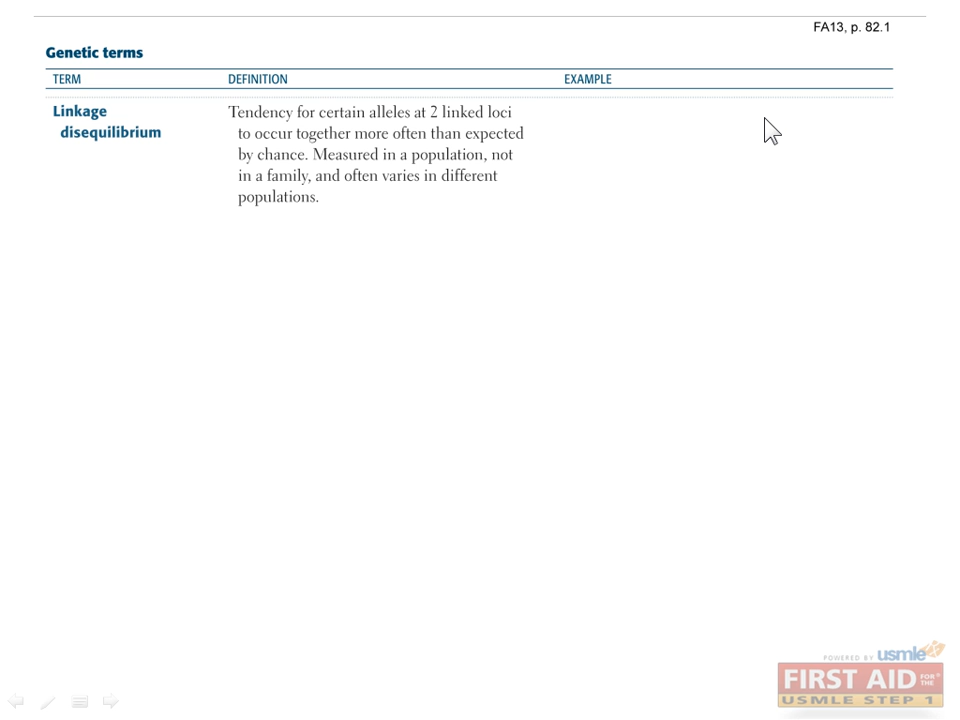 FA13, p. 82.1
Genetic terms
TERM DEFINITION EXAMPLE
Linkage
disequilibrium
Tendency for certain alleles at 2 linked loci
to occur together more often than expected
by chance. Measured in a population, not
in a family, and often varies in different
populations.
POWERED BY usmle
FIRST AID FOR THE
USMLE STEP 1